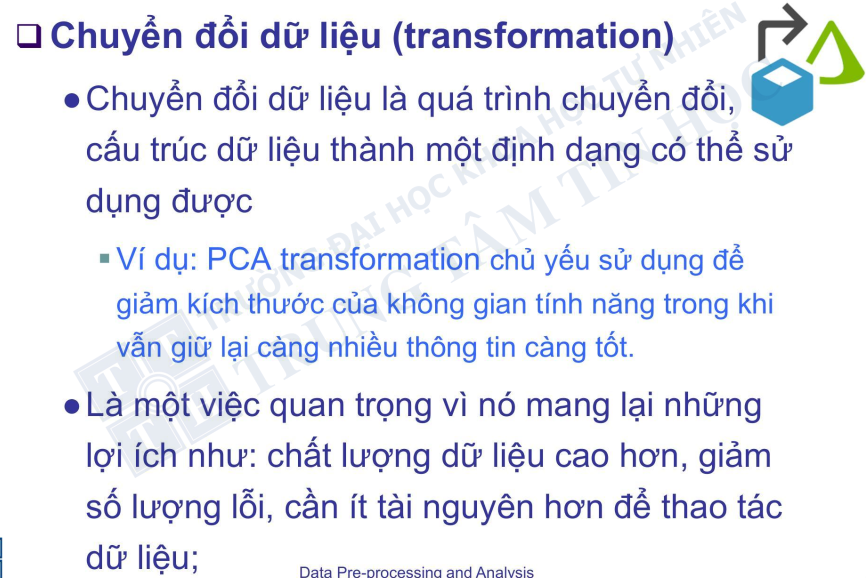 ❑ Chuyển đổi dữ liệu (transformation)
● Chuyển đổi dữ liệu là quá trình chuyển đổi,
cấu trúc dữ liệu thành một định dạng có thể sử
dụng được
▪ Ví dụ: PCA transformation chủ yếu sử dụng để
giảm kích thước của không gian tính năng trong khi
vẫn giữ lại càng nhiều thông tin càng tốt.
● Là một việc quan trọng vì nó mang lại những
lợi ích như: chất lượng dữ liệu cao hơn, giảm
số lượng lỗi, cần ít tài nguyên hơn để thao tác
dữ liệu;
Data Pre-processing and Analysis
TRƯỜNG ĐẠI HỌC KHOA HỌC TỰ NHIÊN
TRUNG TÂM TIN HỌC